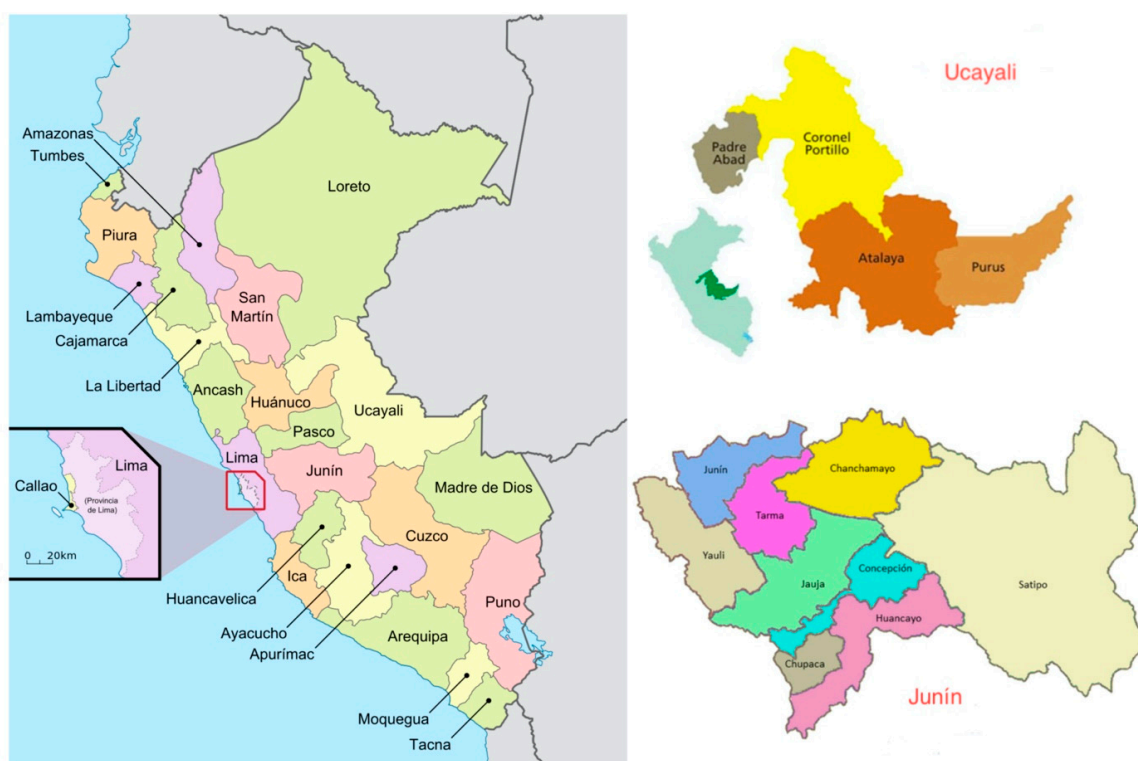 Amazonas
Tumbes
Loreto
Piura
San
Martín
Lambayeque
Cajamarca
La Libertad
Ancash
Huánuco
Ucayali
Pasco
Lima
Junín
Madre de Dios
Cuzco
Ica
Huancavelica
Puno
Ayacucho
Apurímac
Arequipa
Moquegua
Tacna
Lima
Callao
(Provincia
de Lima)
0 20km
Ucayali
Padre
Abad
Coronel
Portillo
Atalaya
Purus
Junín
Chanchamayo
Tarma
Yauli
Jauja
Concepción
Satipo
Huancayo
Chupaca
Junín